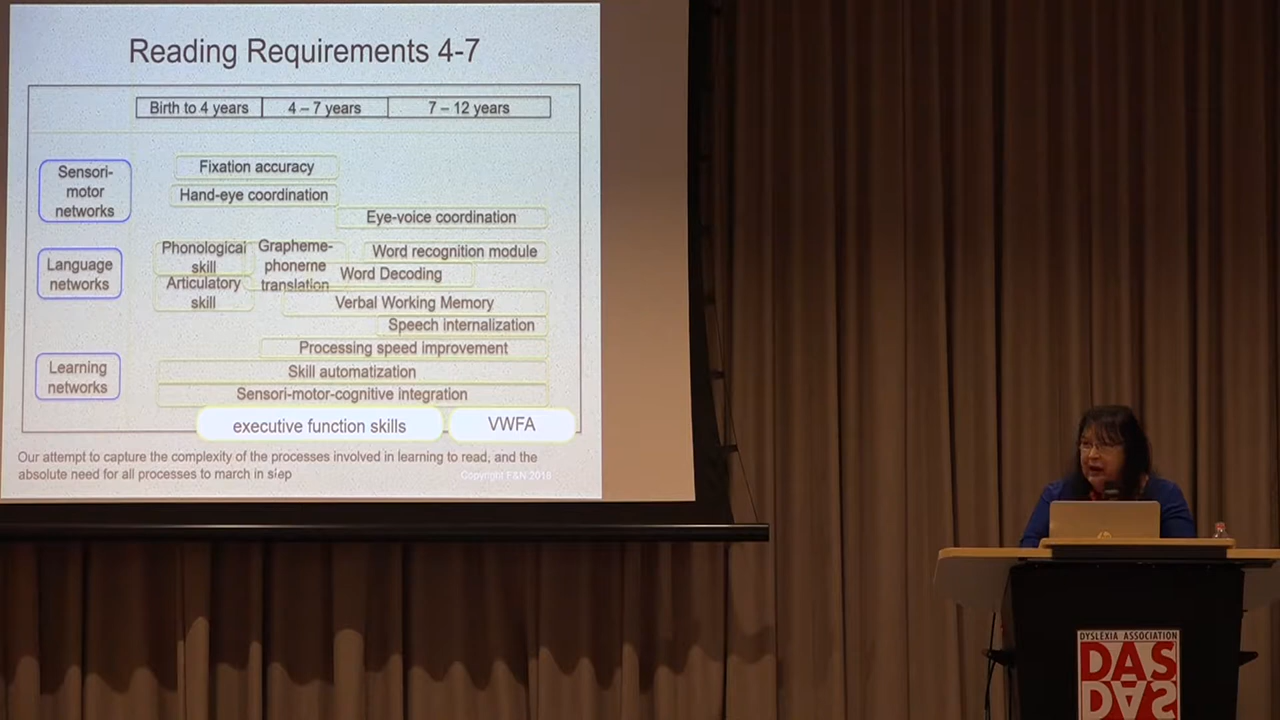 Reading Requirements 4-7
Birth to 4 years
4 – 7 years
7 – 12 years
Sensori-
motor
networks
Fixation accuracy
Hand-eye coordination
Eye-voice coordination
Language
networks
Phonological
skill
Articulatory
skill
Grapheme-
phoneme
translation
Word recognition module
Word Decoding
Verbal Working Memory
Speech internalization
Processing speed improvement
Learning
networks
Skill automatization
Sensori-motor-cognitive integration
executive function skills
VWFA
Our attempt to capture the complexity of the processes involved in learning to read, and the
absolute need for all processes to march in step
Copyright F&N 2016
DYSLEXIA ASSOCIATION
DAS
DAS